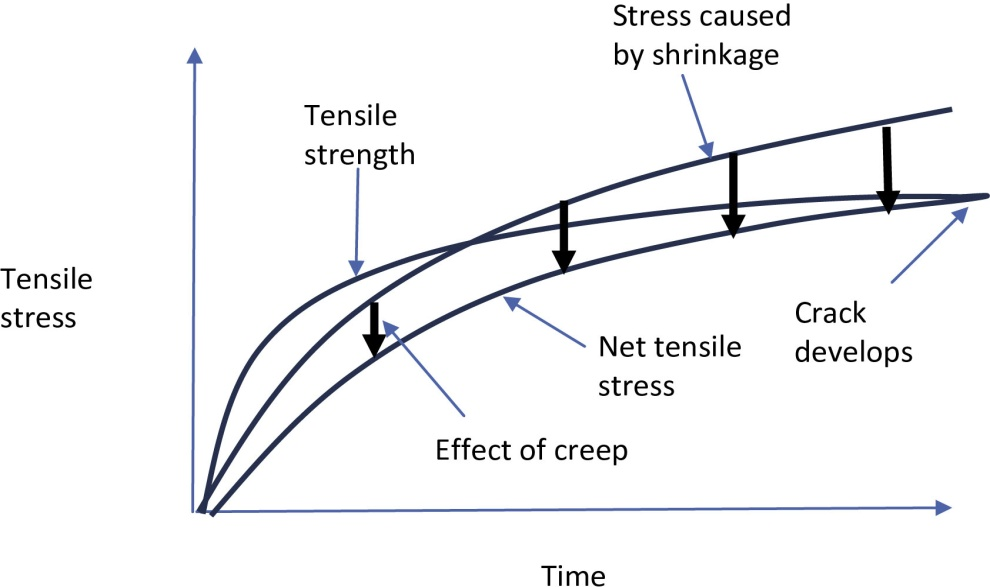 Stress caused
by shrinkage
Tensile
strength
Tensile
stress
Crack
develops
Net tensile
stress
Effect of creep
Time